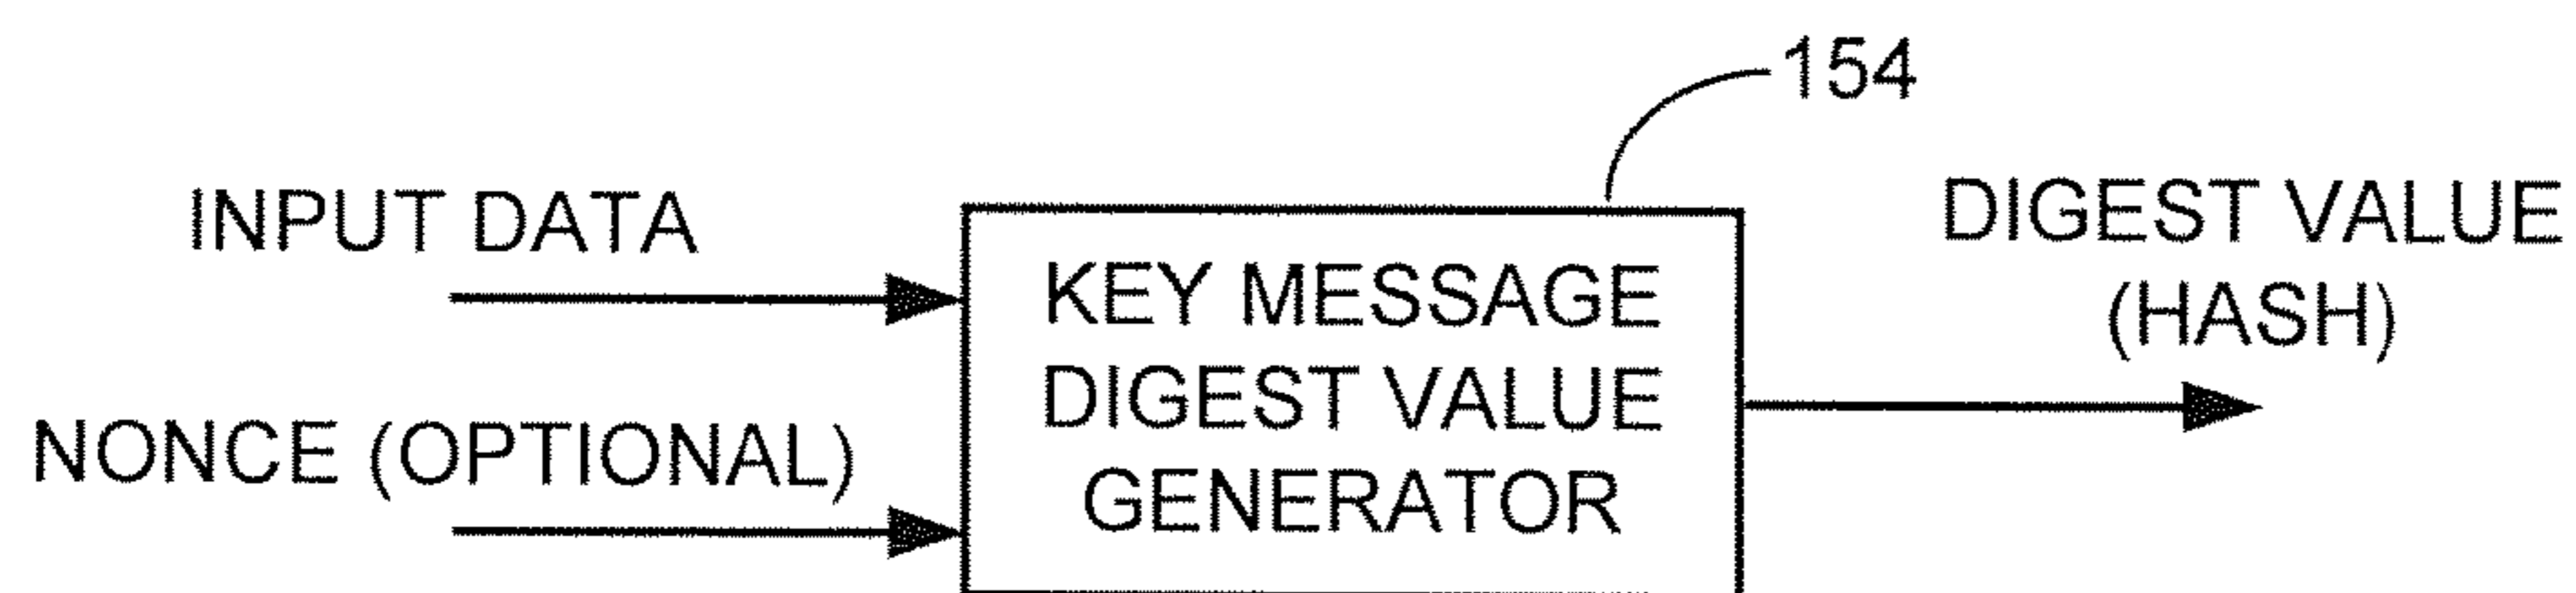 154
INPUT DATA
NONCE (OPTIONAL)
KEY MESSAGE
DIGEST VALUE
GENERATOR
DIGEST VALUE
(HASH)